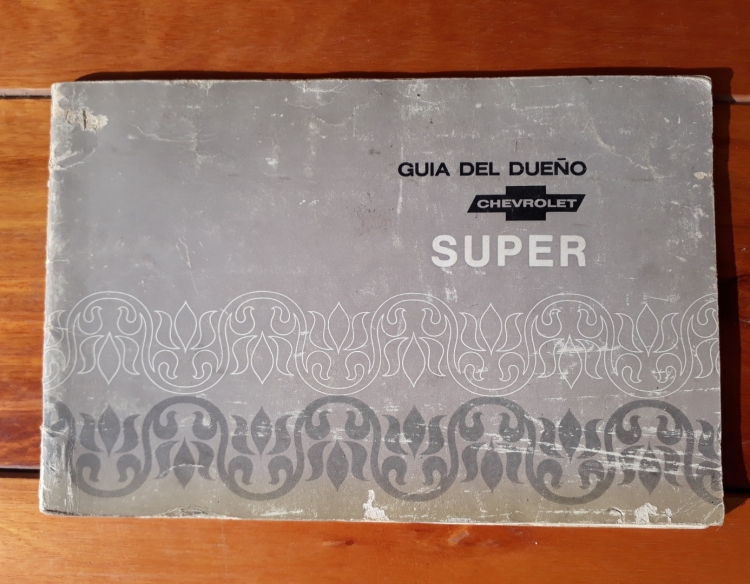 GUIA DEL DUEÑO
CHEVROLET
SUPER